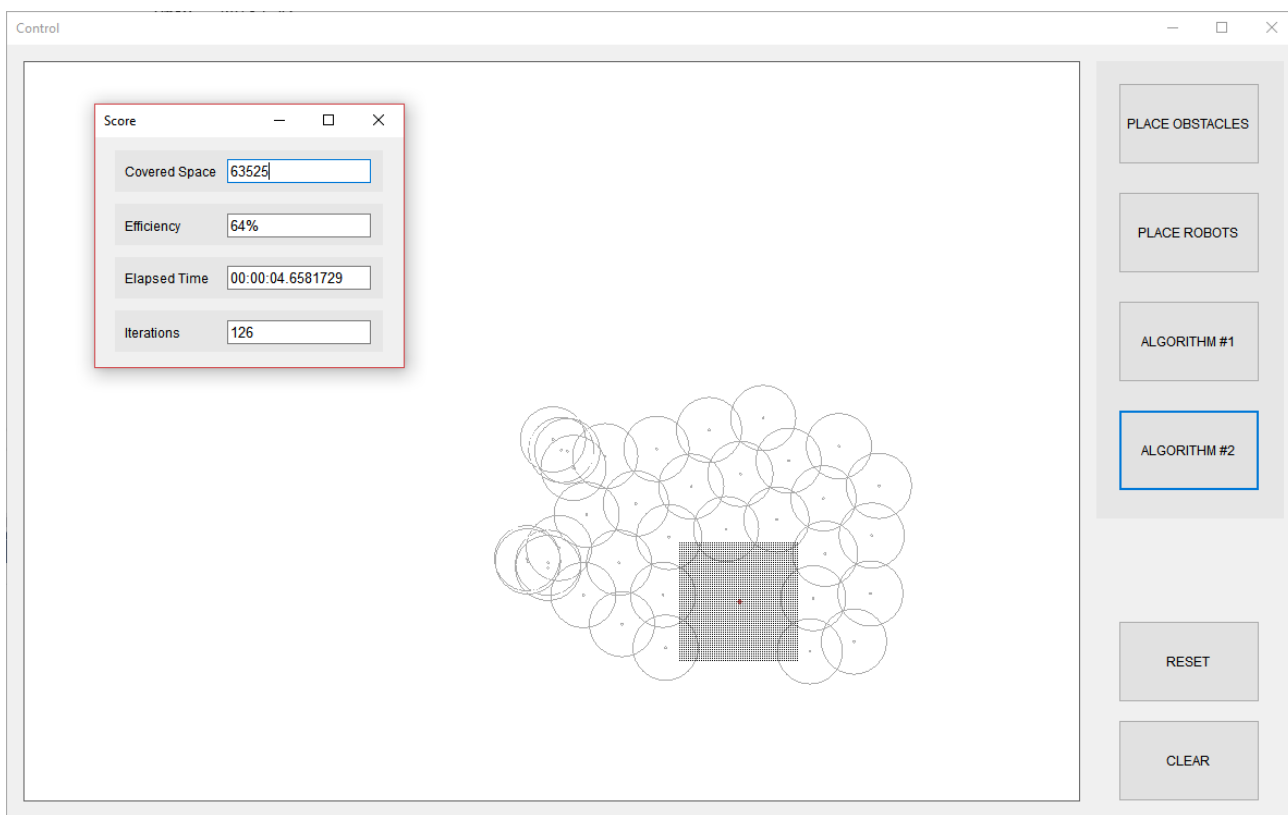 Control
Score
Covered Space 63525
Efficiency 64%
Elapsed Time 00:00:04.6581729
Iterations 126
PLACE OBSTACLES
PLACE ROBOTS
ALGORITHM #1
ALGORITHM #2
RESET
CLEAR